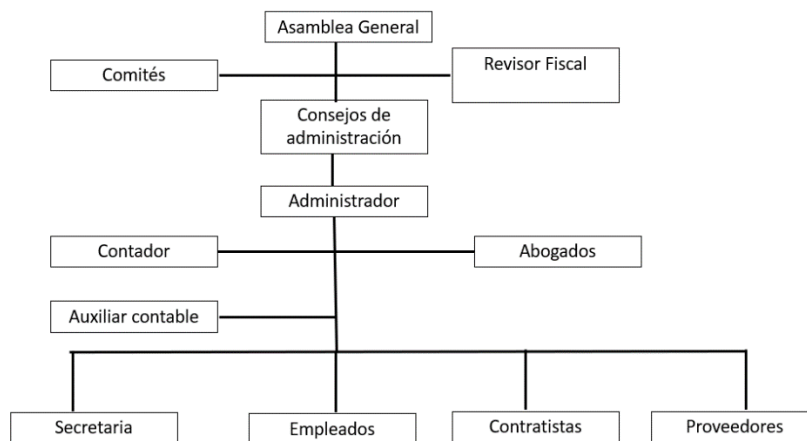 Asamblea General
Comités
Revisor Fiscal
Consejos de
administración
Administrador
Contador
Abogados
Auxiliar contable
Secretaria
Empleados
Contratistas
Proveedores